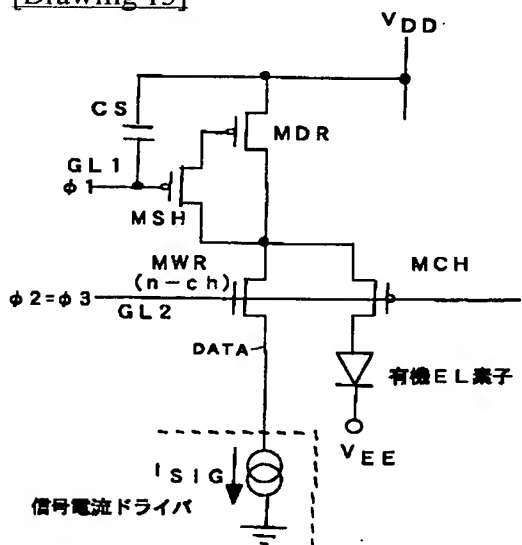 [Drawing 15]
VDD
CS
MDR
GL1
φ1
MSH
MWR
(n-ch)
MCH
φ2=φ3
GL2
DATA
有機EL素子
VEE
ISIG
信号電流ドライバ